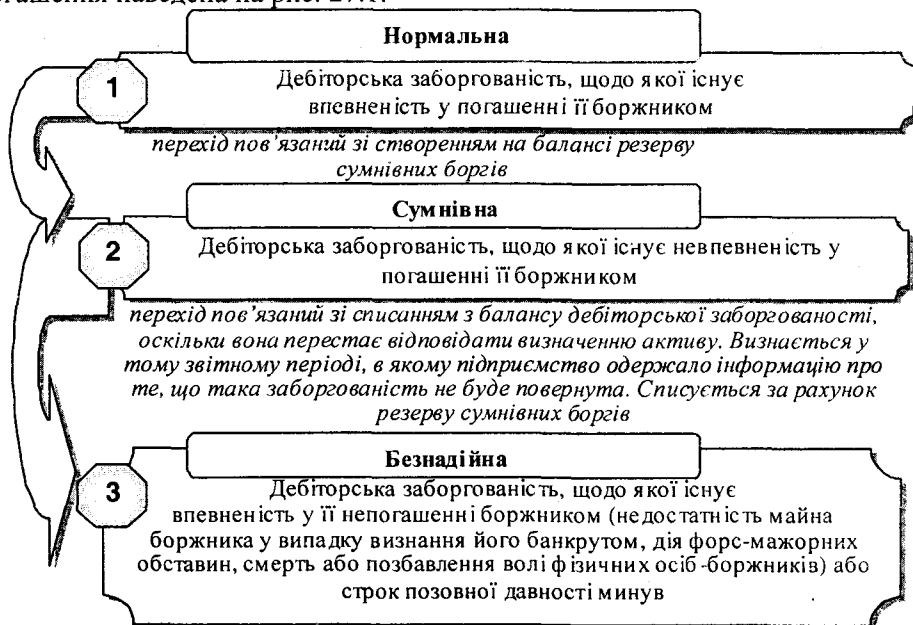 погашення наведена на рис. 27.1.
Нормальна
1
Дебіторська заборгованість, щодо якої існує
впевненість у погашенні її боржником
перехід пов’язаний зі створенням на балансі резерву
сумнівних боргів
Сумнівна
2
Дебіторська заборгованість, щодо якої існує невпевненість у
погашенні її боржником
перехід пов’язаний зі списанням з балансу дебіторської заборгованості,
оскільки вона перестає відповідати визначенню активу. Визнається у
тому звітному періоді, в якому підприємство одержало інформацію про
те, що така заборгованість не буде повернута. Списується за рахунок
резерву сумнівних боргів
Безнадійна
3
Дебіторська заборгованість, щодо якої існує
впевненість у її непогашенні боржником (недостатність майна
боржника у випадку визнання його банкрутом, дія форс-мажорних
обставин, смерть або позбавлення волі фізичних осіб-боржників) або
строк позовної давності минув